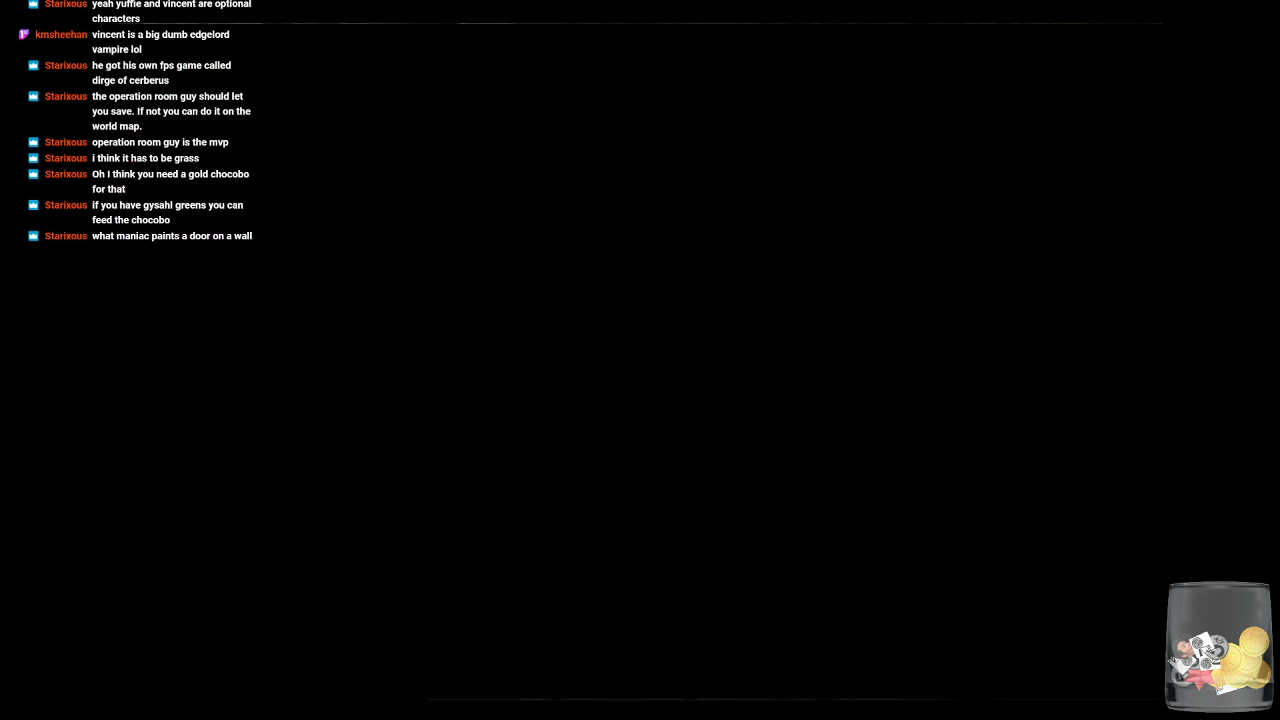 Starixous yeah yuffie and vincent are optional
characters
kmsheehan vincent is a big dumb edgelord
vampire lol
Starixous he got his own fps game called
dirge of cerberus
Starixous the operation room guy should let
you save. If not you can do it on the
world map.
Starixous operation room guy is the mvp
Starixous i think it has to be grass
Starixous Oh I think you need a gold chocobo
for that
Starixous if you have gysahl greens you can
feed the chocobo
Starixous what maniac paints a door on a wall